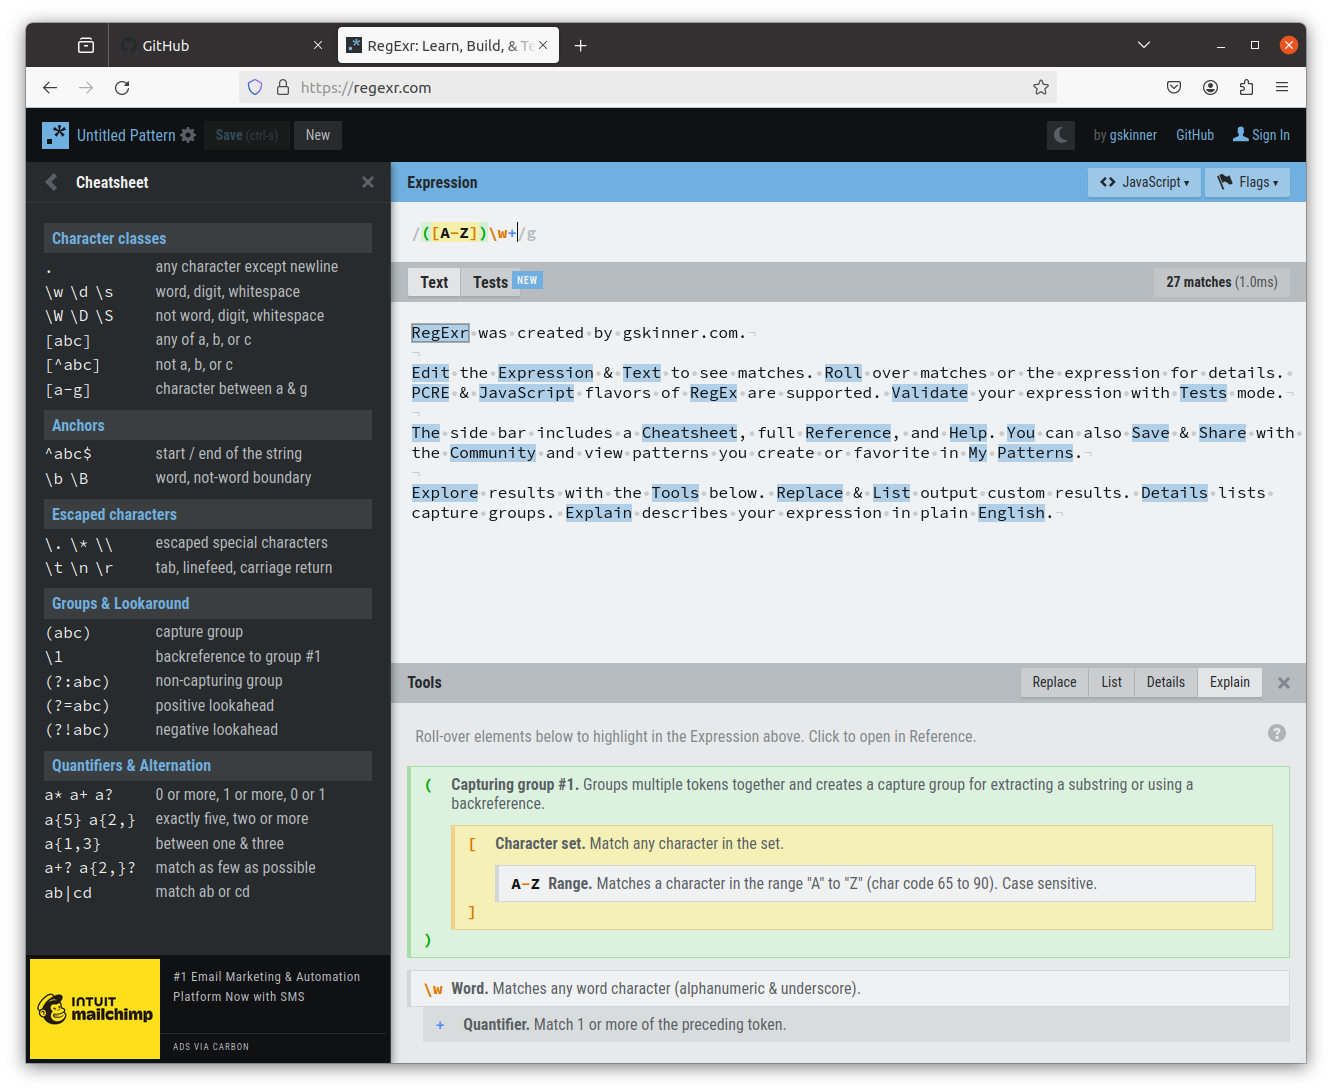 GitHub
RegExr: Learn, Build, & Te
https://regexr.com
Untitled Pattern
Save (ctrl-s)
New
by gskinner
GitHub
Sign In
Cheatsheet
Character classes
. any character except newline
\w \d \s word, digit, whitespace
\W \D \S not word, digit, whitespace
[abc] any of a, b, or c
[^abc] not a, b, or c
[a-g] character between a & g
Anchors
^abc$ start / end of the string
\b \B word, not-word boundary
Escaped characters
\. \* \\ escaped special characters
\t \n \r tab, linefeed, carriage return
Groups & Lookaround
(abc) capture group
\1 backreference to group #1
(?:abc) non-capturing group
(?=abc) positive lookahead
(?!abc) negative lookahead
Quantifiers & Alternation
a* a+ a? 0 or more, 1 or more, 0 or 1
a{5} a{2,} exactly five, two or more
a{1,3} between one & three
a+? a{2,}? match as few as possible
ab|cd match ab or cd
INTUIT
mailchimp
#1 Email Marketing & Automation
Platform Now with SMS
ADS VIA CARBON
Expression
JavaScript
Flags
/([A-Z])\w+/g
Text
Tests NEW
27 matches (1.0ms)
RegExr was created by gskinner.com.
Edit the Expression & Text to see matches. Roll over matches or the expression for details.
PCRE & JavaScript flavors of RegEx are supported. Validate your expression with Tests mode.
The side bar includes a Cheatsheet, full Reference, and Help. You can also Save & Share with
the Community and view patterns you create or favorite in My Patterns.
Explore results with the Tools below. Replace & List output custom results. Details lists
capture groups. Explain describes your expression in plain English.
Tools
Replace
List
Details
Explain
Roll-over elements below to highlight in the Expression above. Click to open in Reference.
?
( Capturing group #1. Groups multiple tokens together and creates a capture group for extracting a substring or using a
backreference.
[ Character set. Match any character in the set.
A-Z Range. Matches a character in the range "A" to "Z" (char code 65 to 90). Case sensitive.
]
)
\w Word. Matches any word character (alphanumeric & underscore).
+ Quantifier. Match 1 or more of the preceding token.